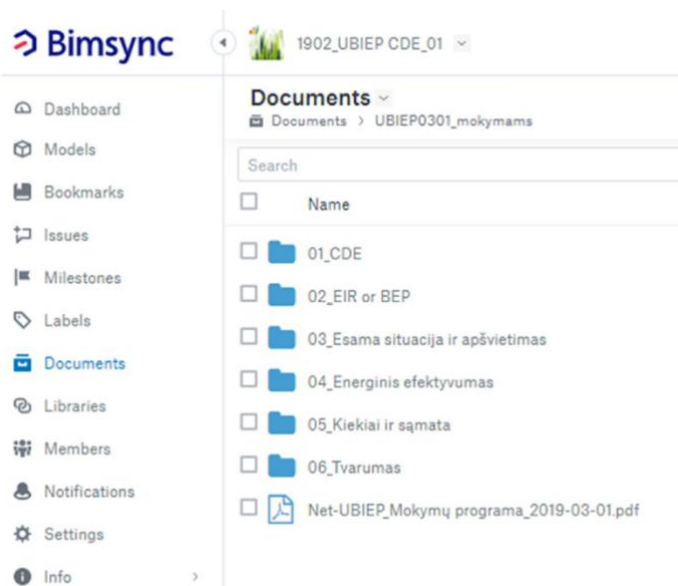 Bimsync
1902_UBIEP CDE_01
Dashboard
Models
Bookmarks
Issues
Milestones
Labels
Documents
Libraries
Members
Notifications
Settings
Info
Documents
Documents > UBIEP0301_mokymams
Search
Name
01_CDE
02_EIR or BEP
03_Esama situacija ir apšvietimas
04_Energinis efektyvumas
05_Kiekiai ir sąmata
06_Tvarumas
Net-UBIEP_Mokymų programa_2019-03-01.pdf